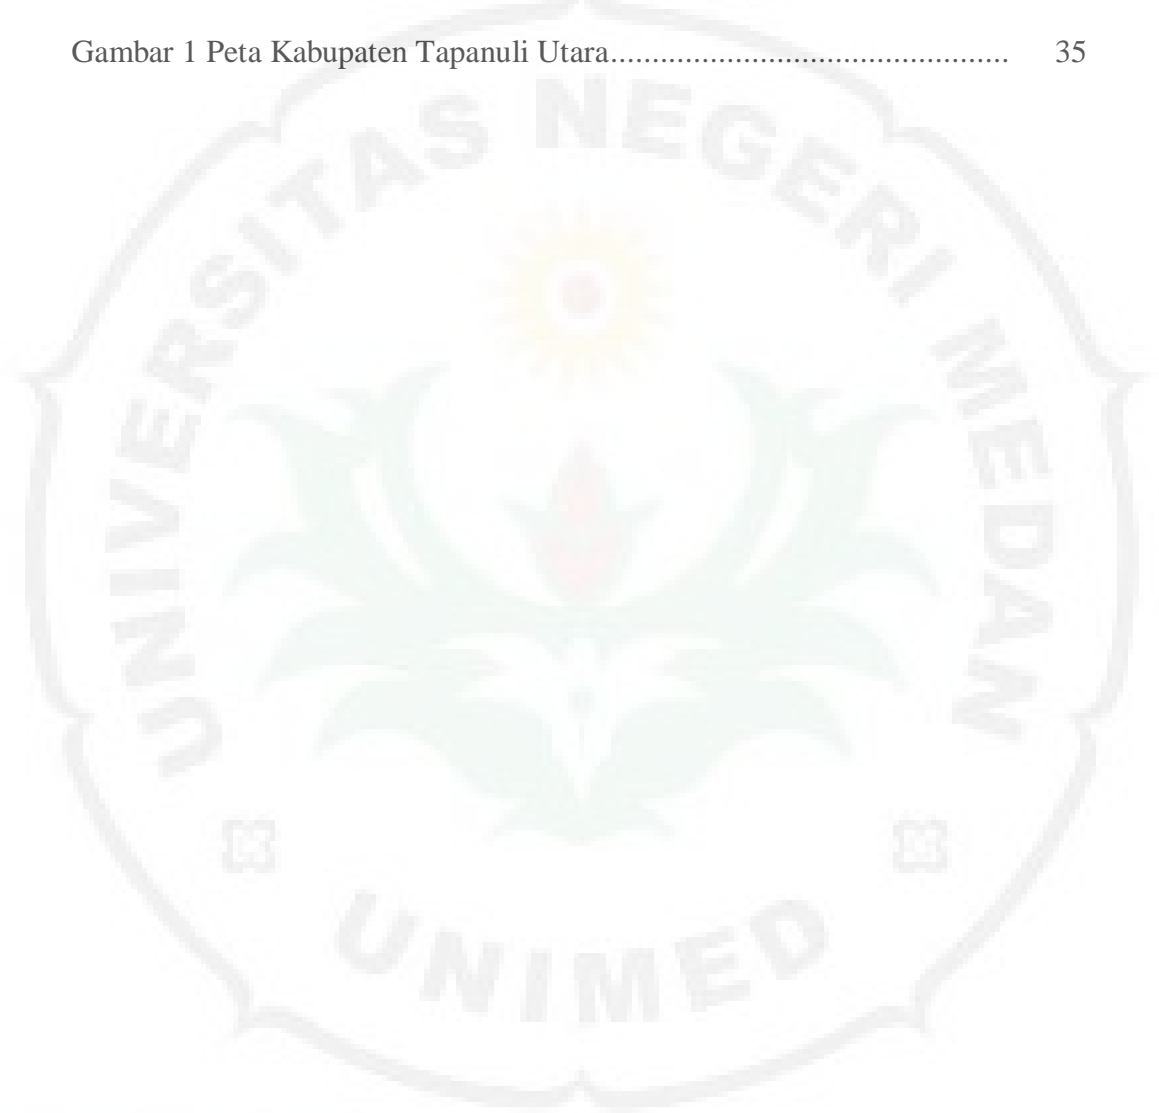 Gambar 1 Peta Kabupaten Tapanuli Utara........................................... 35
UNIVERSITAS NEGERI MEDAN
UNIMED